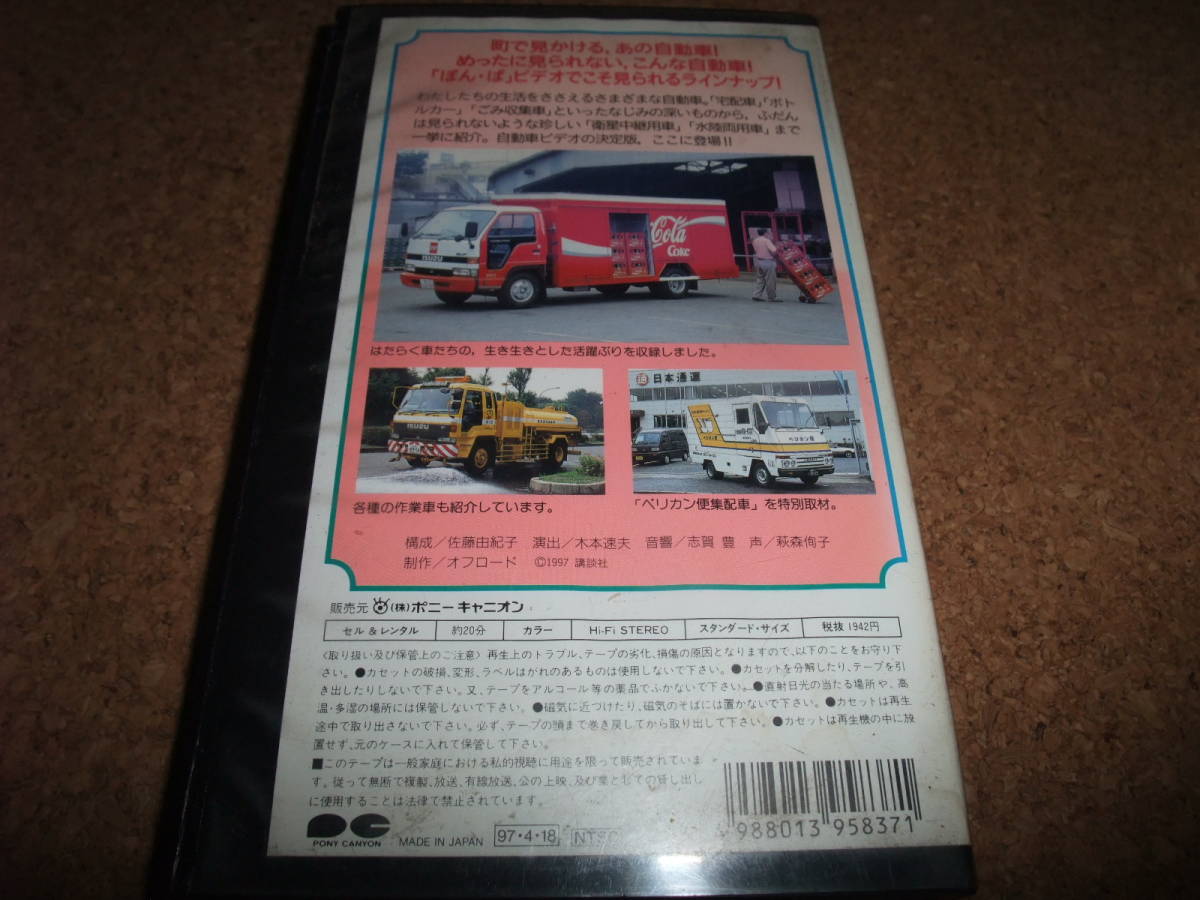 町で見かける，あの自動車！
めったに見られない，こんな自動車！
「ぽん・ぱ」ビデオでこそ見られるラインナップ！
わたしたちの生活をささえるさまざまな自動車。「宅配車」「ボト
ルカー」「ごみ収集車」といったなじみの深いものから，ふだん
は見られないような珍しい「衛星中継用車」「水陸両用車」まで
一挙に紹介。自動車ビデオの決定版，ここに登場!!
ISUZU
Cola
Coke
はたらく車たちの，生き生きとした活躍ぶりを収録しました。
ISUZU
日本通運
ペリカン便
各種の作業車も紹介しています。
「ペリカン便集配車」を特別取材。
構成／佐藤由紀子　演出／木本速夫　音響／志賀 豊　声／萩森侚子
制作／オフロード　©1997 講談社
販売元 (株)ポニーキャニオン
セル＆レンタル　約20分　カラー　Hi-Fi STEREO　スタンダード・サイズ　税抜 1942円
〈取り扱い及び保管上のご注意〉再生上のトラブル、テープの劣化、損傷の原因となりますので、以下のことをお守り下
さい。●カセットの破損、変形、ラベルはがれのあるものは使用しないで下さい。●カセットを分解したり、テープを引
き出したりしないで下さい。又、テープをアルコール等の薬品でふかないで下さい。●直射日光の当たる場所や、高
温・多湿の場所には保管しないで下さい。●磁気に近づけたり、磁気のそばには置かないで下さい。●カセットは再生
途中で取り出さないで下さい。必ず、テープの頭まで巻き戻してから取り出して下さい。●カセットは再生機の中に放
置せず、元のケースに入れて保管して下さい。
■このテープは一般家庭における私的視聴に用途を限って販売されていま
す。従って無断で複製、放送、有線放送、公の上映、及び業としての貸し出し
に使用することは法律で禁止されています。
PONY CANYON
MADE IN JAPAN
97・4・18
NTSC
4 988013 958371